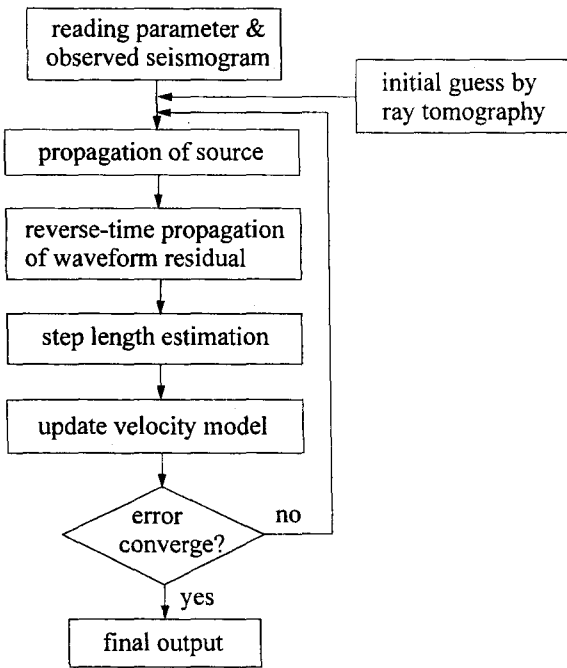 reading parameter &
observed seismogram
initial guess by
ray tomography
propagation of source
reverse-time propagation
of waveform residual
step length estimation
update velocity model
error
converge?
no
yes
final output